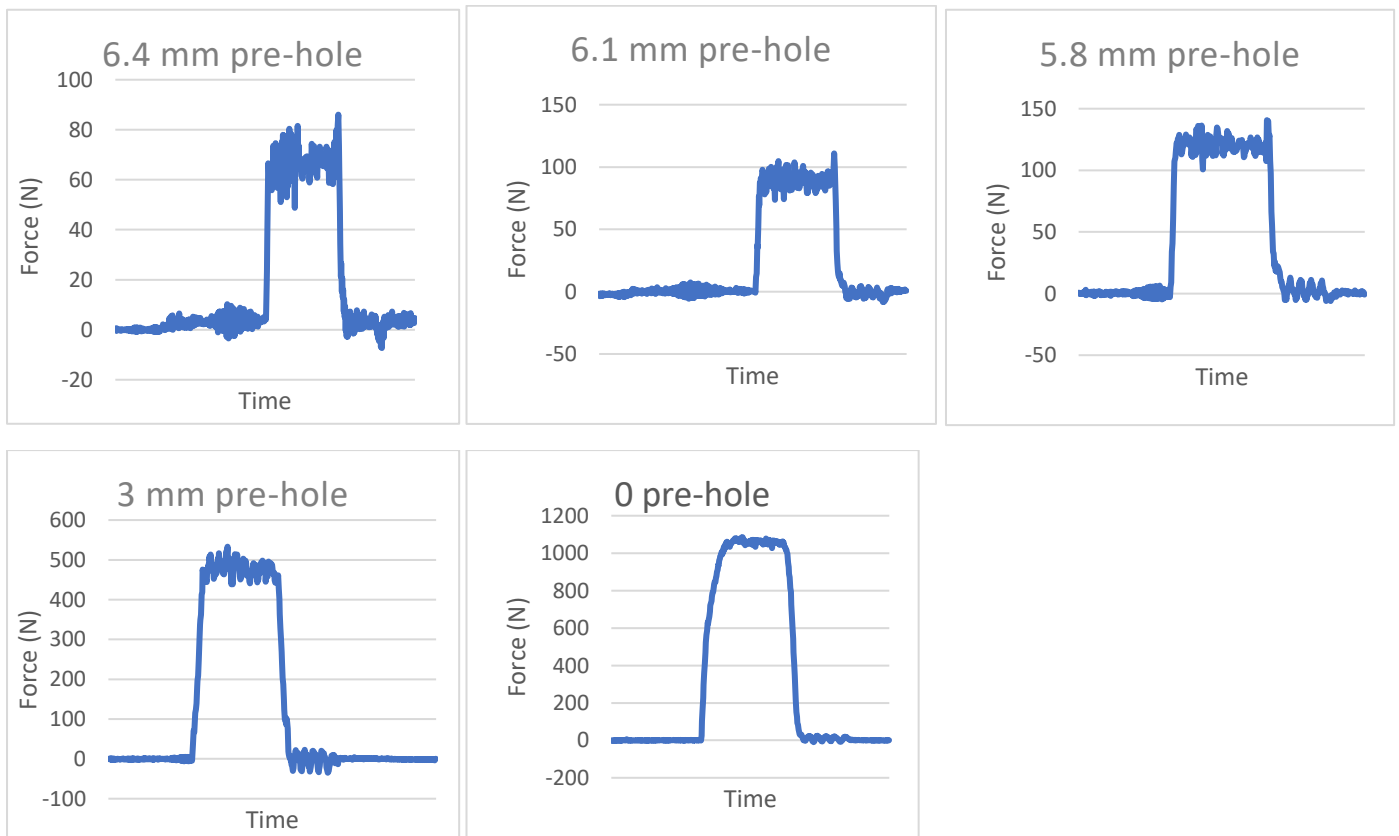 6.4 mm pre-hole
100
80
60
40
20
0
-20
Force (N)
Time
6.1 mm pre-hole
150
100
50
0
-50
Force (N)
Time
5.8 mm pre-hole
150
100
50
0
-50
Force (N)
Time
3 mm pre-hole
600
500
400
300
200
100
0
-100
Force (N)
Time
0 pre-hole
1200
1000
800
600
400
200
0
-200
Force (N)
Time